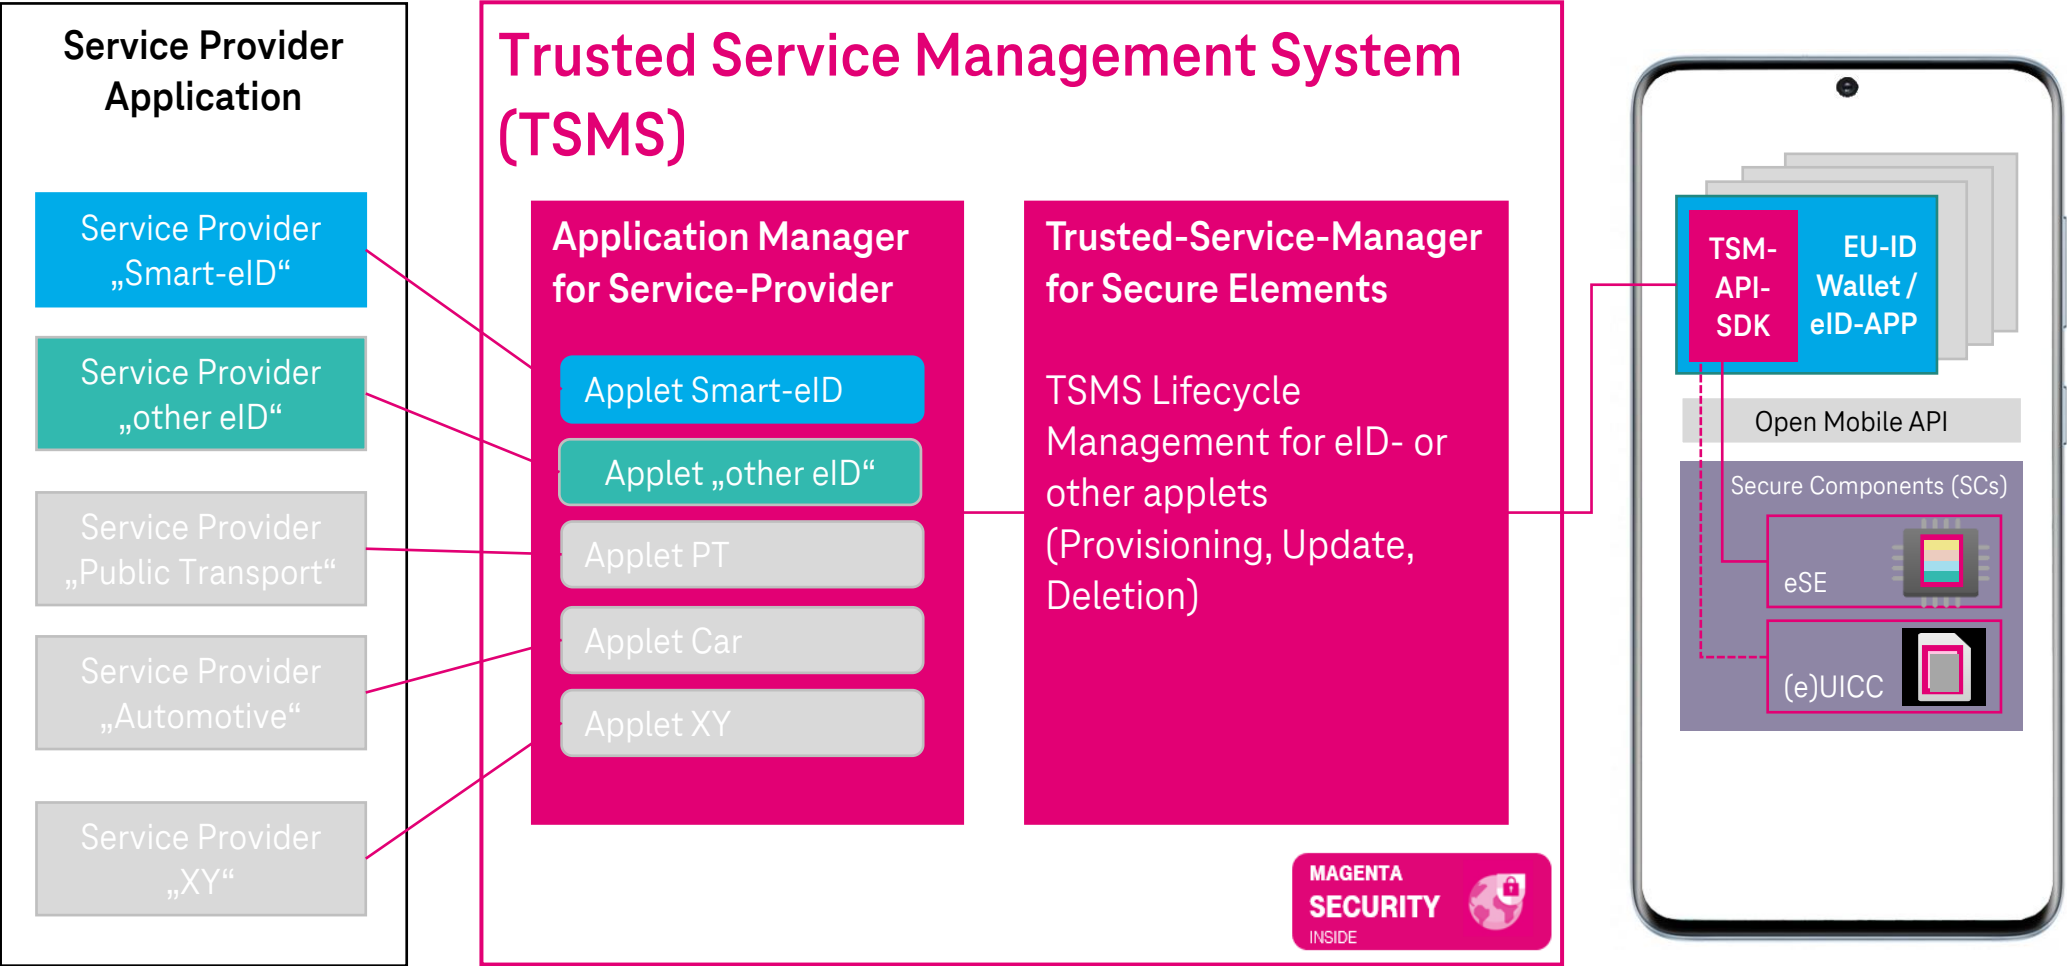 Service Provider
Application
Service Provider
„Smart-eID“
Service Provider
„other eID“
Service Provider
„Public Transport“
Service Provider
„Automotive“
Service Provider
„XY“
Trusted Service Management System
(TSMS)
Application Manager
for Service-Provider
Applet Smart-eID
Applet „other eID“
Applet PT
Applet Car
Applet XY
Trusted-Service-Manager
for Secure Elements
TSMS Lifecycle
Management for eID- or
other applets
(Provisioning, Update,
Deletion)
MAGENTA
SECURITY
INSIDE
TSM-
API-
SDK
EU-ID
Wallet /
eID-APP
Open Mobile API
Secure Components (SCs)
eSE
(e)UICC